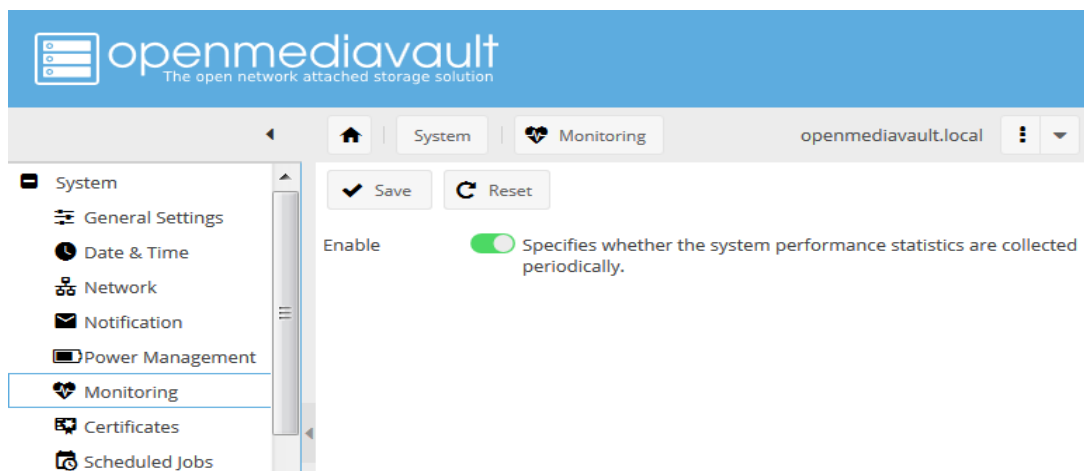 openmediavault
The open network attached storage solution
System
Monitoring
openmediavault.local
System
General Settings
Date & Time
Network
Notification
Power Management
Monitoring
Certificates
Scheduled Jobs
Save
Reset
Enable
Specifies whether the system performance statistics are collected
periodically.